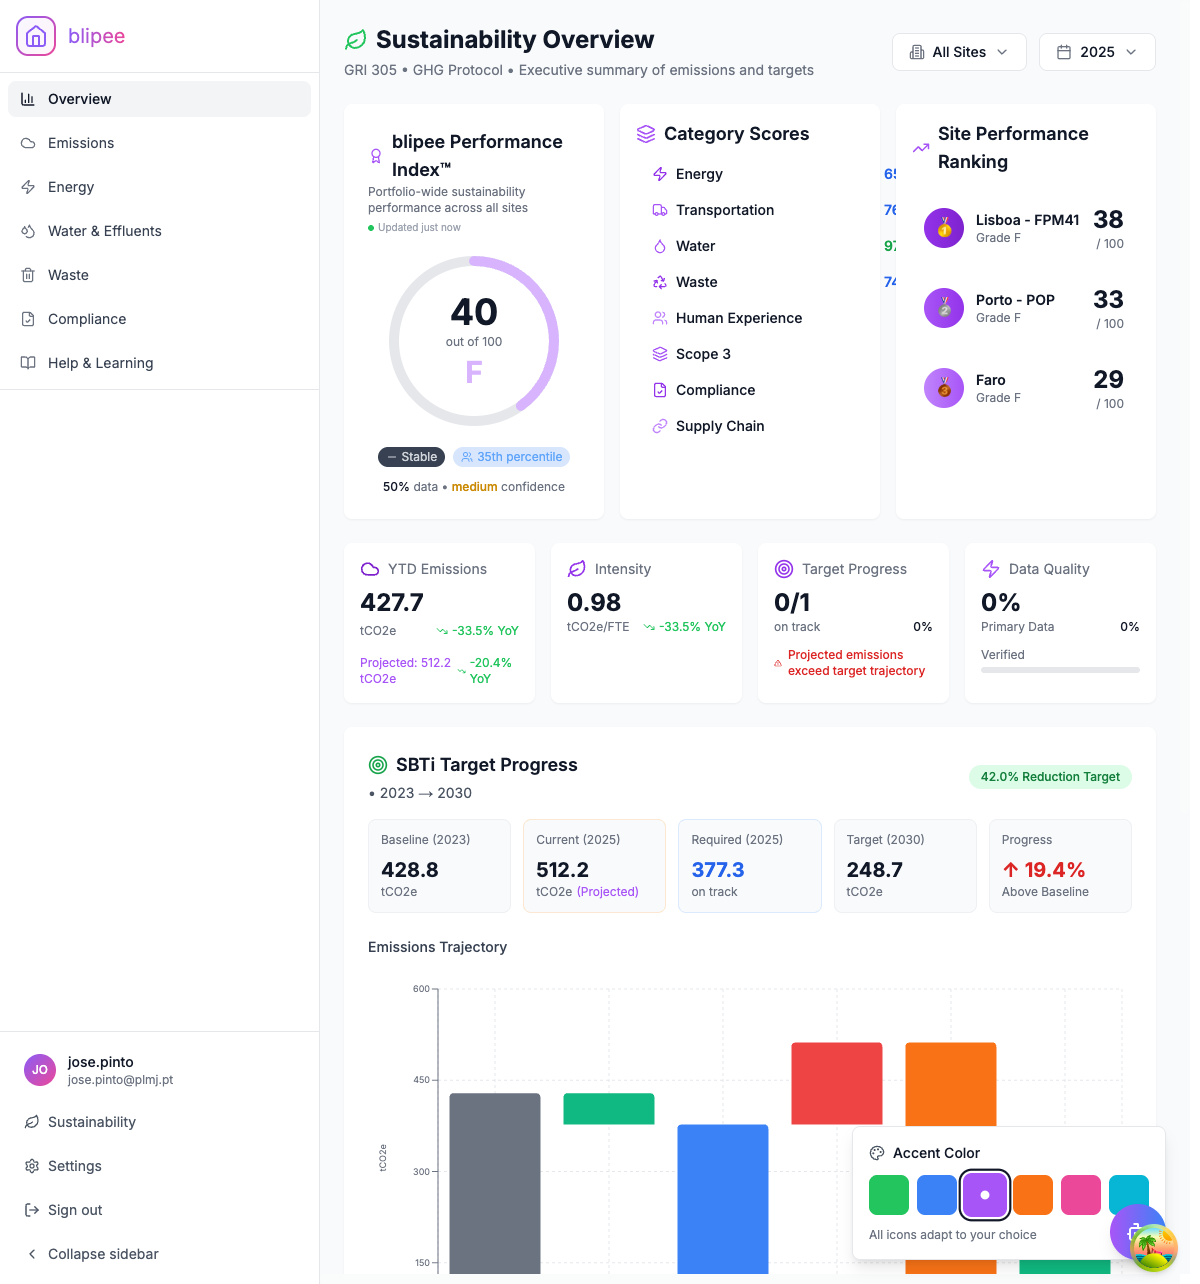 blipee
Overview
Emissions
Energy
Water & Effluents
Waste
Compliance
Help & Learning
JO
jose.pinto
jose.pinto@plmj.pt
Sustainability
Settings
Sign out
Collapse sidebar
Sustainability Overview
GRI 305 • GHG Protocol • Executive summary of emissions and targets
All Sites
2025
blipee Performance
Index™
Portfolio-wide sustainability
performance across all sites
Updated just now
40
out of 100
F
Stable
35th percentile
50% data • medium confidence
Category Scores
Energy
Transportation 76
Water
Waste 74
Human Experience
Scope 3
Compliance
Supply Chain
Site Performance
Ranking
Lisboa - FPM41 38
Grade F / 100
Porto - POP 33
Grade F / 100
Faro 29
Grade F / 100
YTD Emissions
427.7
tCO2e -33.5% YoY
Projected: 512.2
tCO2e
-20.4%
YoY
Intensity
0.98
tCO2e/FTE -33.5% YoY
Target Progress
0/1
on track 0%
Projected emissions
exceed target trajectory
Data Quality
0%
Primary Data 0%
Verified
SBTi Target Progress
• 2023 → 2030
42.0% Reduction Target
Baseline (2023)
428.8
tCO2e
Current (2025)
512.2
tCO2e (Projected)
Required (2025)
377.3
on track
Target (2030)
248.7
tCO2e
Progress
↑ 19.4%
Above Baseline
Emissions Trajectory
600
450
300
150
tCO2e
Accent Color
All icons adapt to your choice